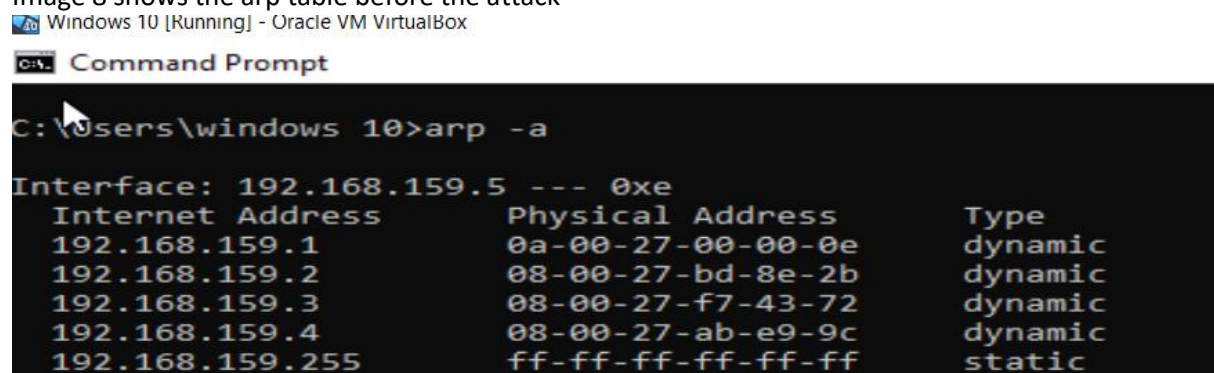 Image 8 shows the arp table before the attack
Windows 10 [Running] - Oracle VM VirtualBox
Command Prompt
C:\Users\windows 10>arp -a
Interface: 192.168.159.5 --- 0xe
Internet Address Physical Address Type
192.168.159.1 0a-00-27-00-00-0e dynamic
192.168.159.2 08-00-27-bd-8e-2b dynamic
192.168.159.3 08-00-27-f7-43-72 dynamic
192.168.159.4 08-00-27-ab-e9-9c dynamic
192.168.159.255 ff-ff-ff-ff-ff-ff static